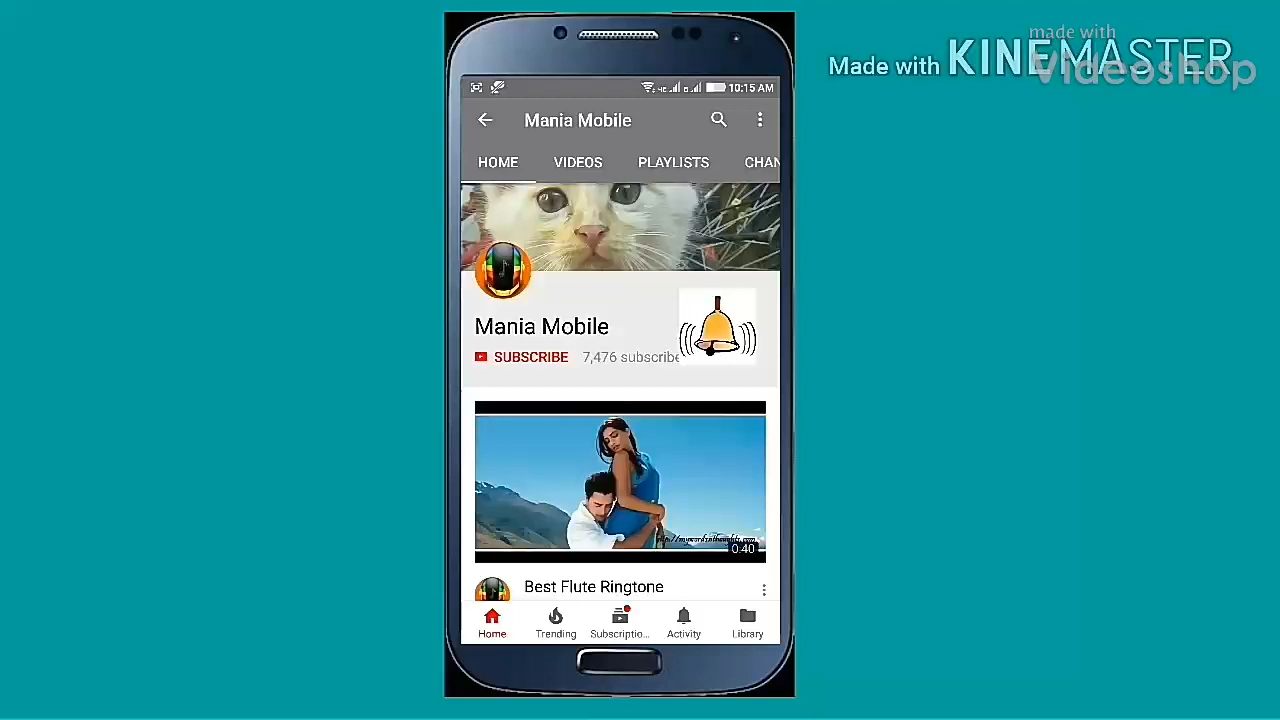 made with
Made with KINEMASTER
Videoshop
10:15 AM
Mania Mobile
HOME VIDEOS PLAYLISTS CHAN
Mania Mobile
SUBSCRIBE 7,476 subscribe
0:40
Best Flute Ringtone
Home Trending Subscriptio... Activity Library